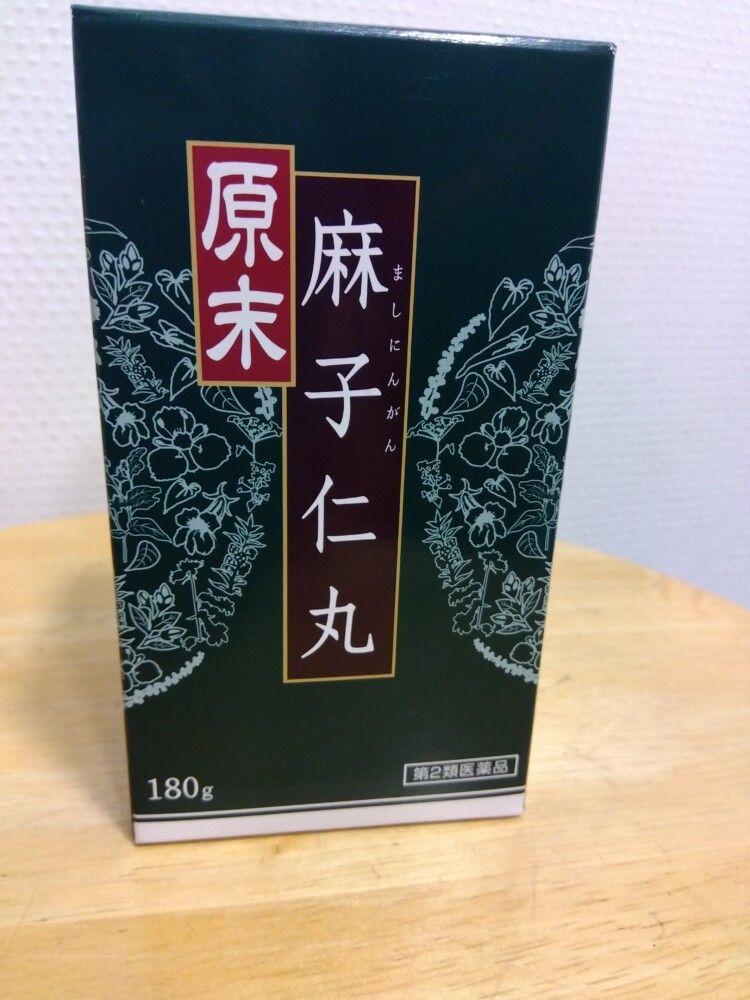 原末
麻子仁丸
ましにんがん
180g
第2類医薬品